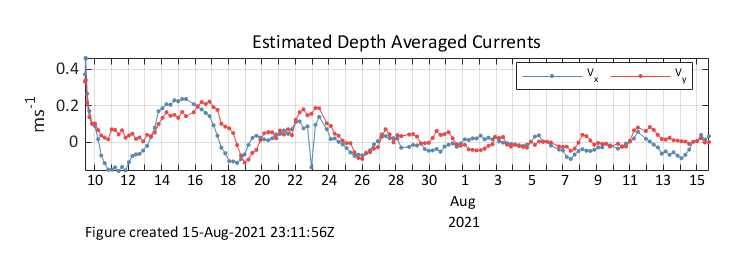 Estimated Depth Averaged Currents
ms-1
0.4
0.2
0
Vx
Vy
10 12 14 16 18 20 22 24 26 28 30 1 3 5 7 9 11 13 15
Aug
2021
Figure created 15-Aug-2021 23:11:56Z